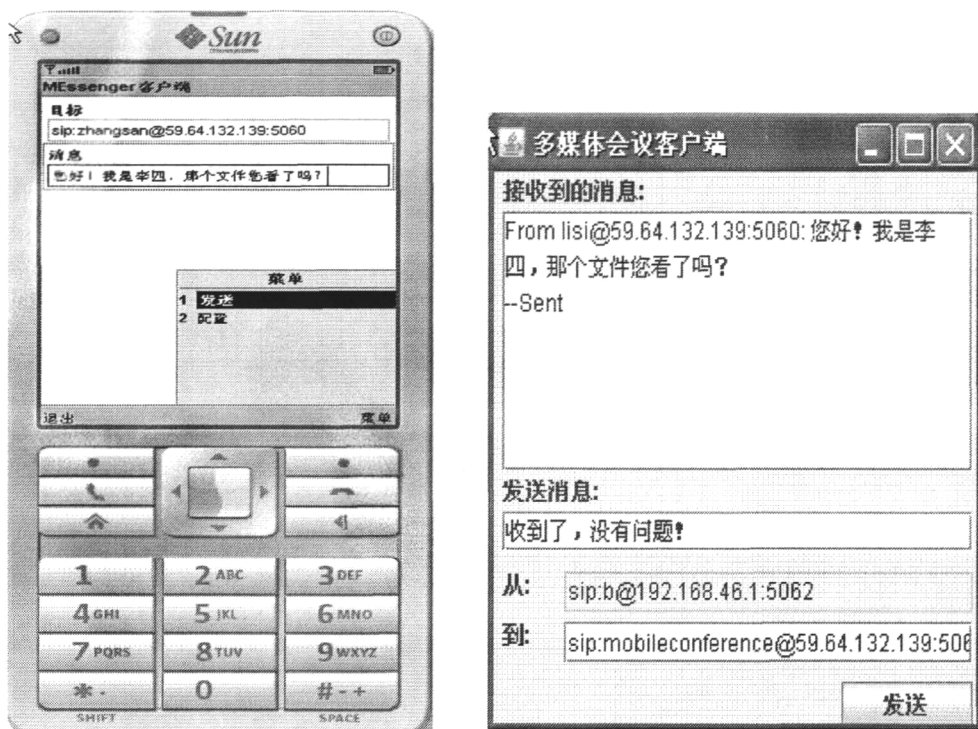 Sun
MEssenger客户端
目标
sip:zhangsan@59.64.132.139:5060
消息
您好！我是李四，那个文件您看了吗？
菜单
1 发送
2 配置
退出 菜单
1 2 ABC 3 DEF
4 GHI 5 JKL 6 MNO
7 PQRS 8 TUV 9 WXYZ
* . 0 # - +
SHIFT SPACE
多媒体会议客户端
接收到的消息:
From lisi@59.64.132.139:5060: 您好！我是李
四，那个文件您看了吗?
--Sent
发送消息:
收到了，没有问题!
从: sip:b@192.168.46.1:5062
到: sip:mobileconference@59.64.132.139:506
发送